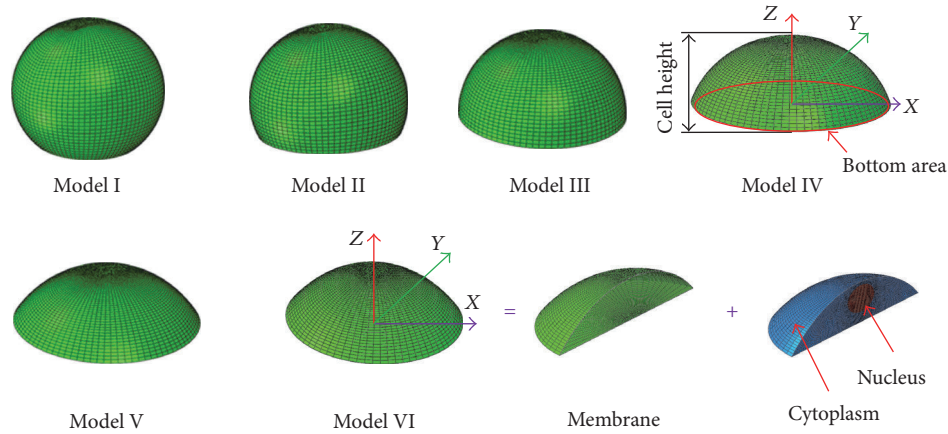 Model I
Model II
Model III
Z
Y
X
Cell height
Bottom area
Model IV
Model V
Z
Y
X
Model VI
=
Membrane
+
Nucleus
Cytoplasm